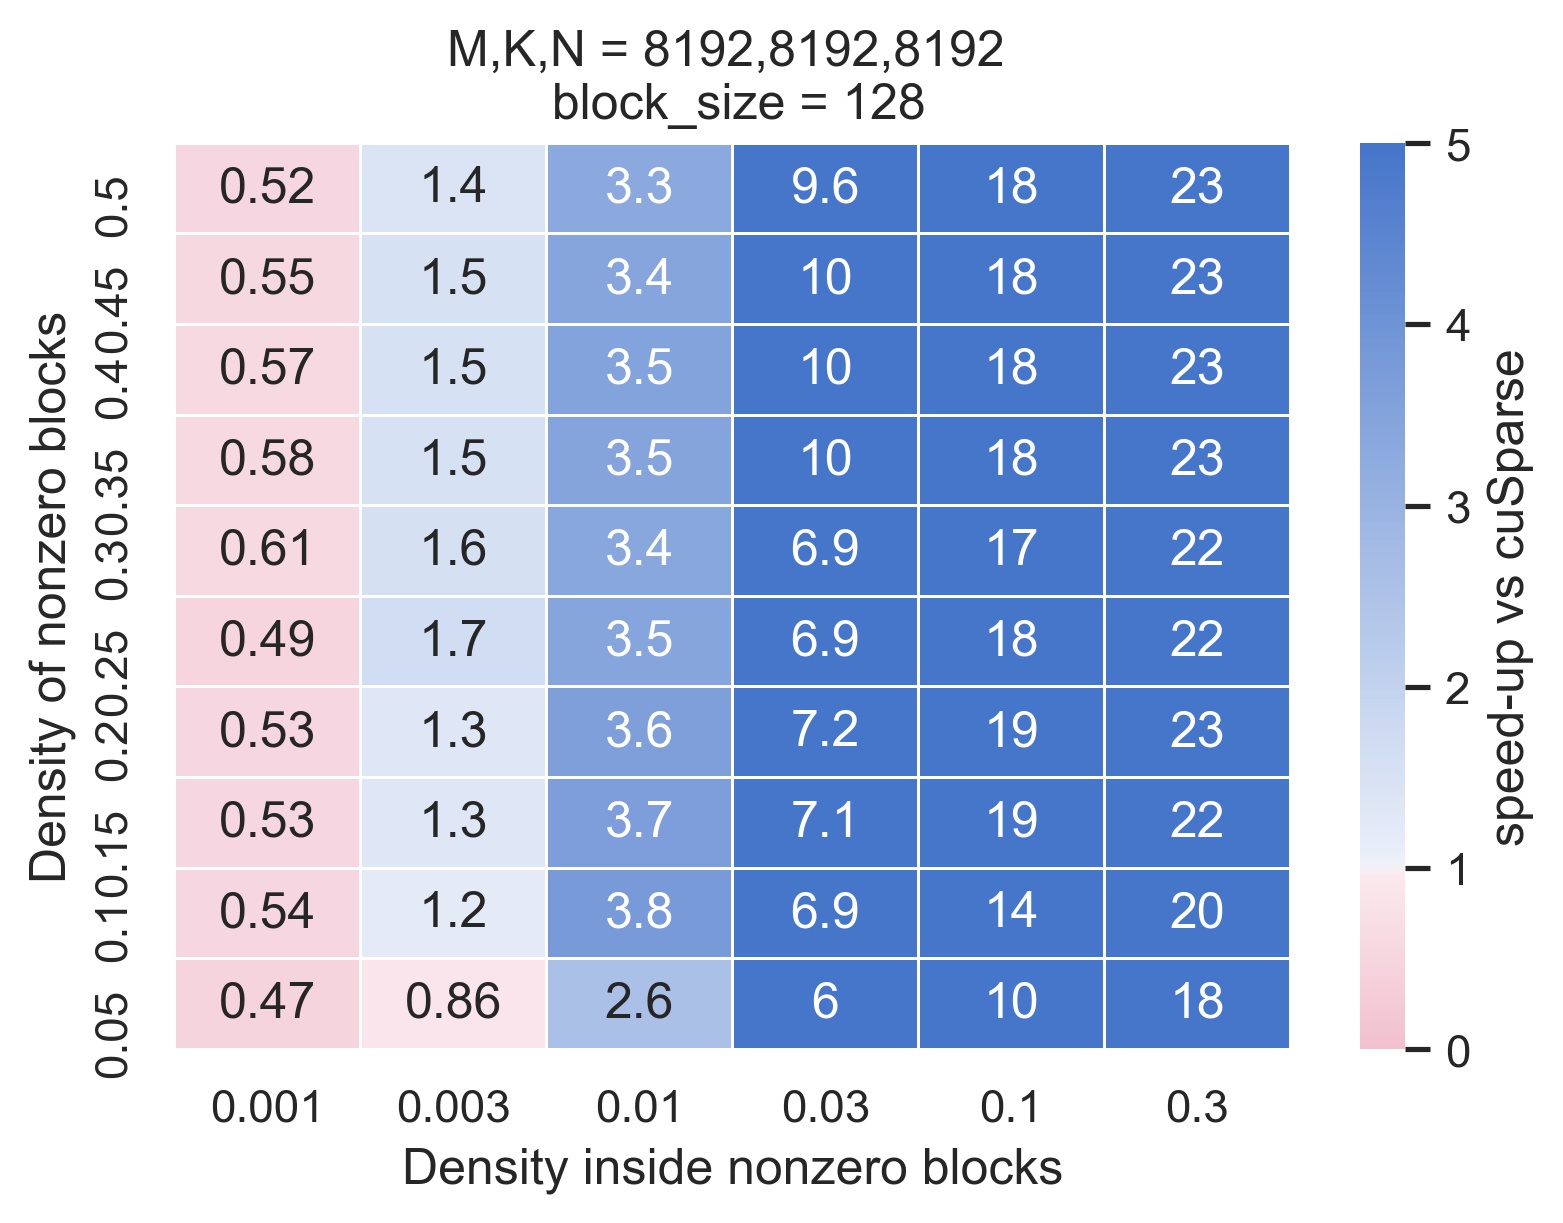 M,K,N = 8192,8192,8192
block_size = 128
Density of nonzero blocks
0.5 0.52 1.4 3.3 9.6 18 23
0.45 0.55 1.5 3.4 10 18 23
0.4 0.57 1.5 3.5 10 18 23
0.35 0.58 1.5 3.5 10 18 23
0.3 0.61 1.6 3.4 6.9 17 22
0.25 0.49 1.7 3.5 6.9 18 22
0.2 0.53 1.3 3.6 7.2 19 23
0.15 0.53 1.3 3.7 7.1 19 22
0.1 0.54 1.2 3.8 6.9 14 20
0.05 0.47 0.86 2.6 6 10 18
0.001 0.003 0.01 0.03 0.1 0.3
Density inside nonzero blocks
5
4
3
2
1
0
speed-up vs cuSparse